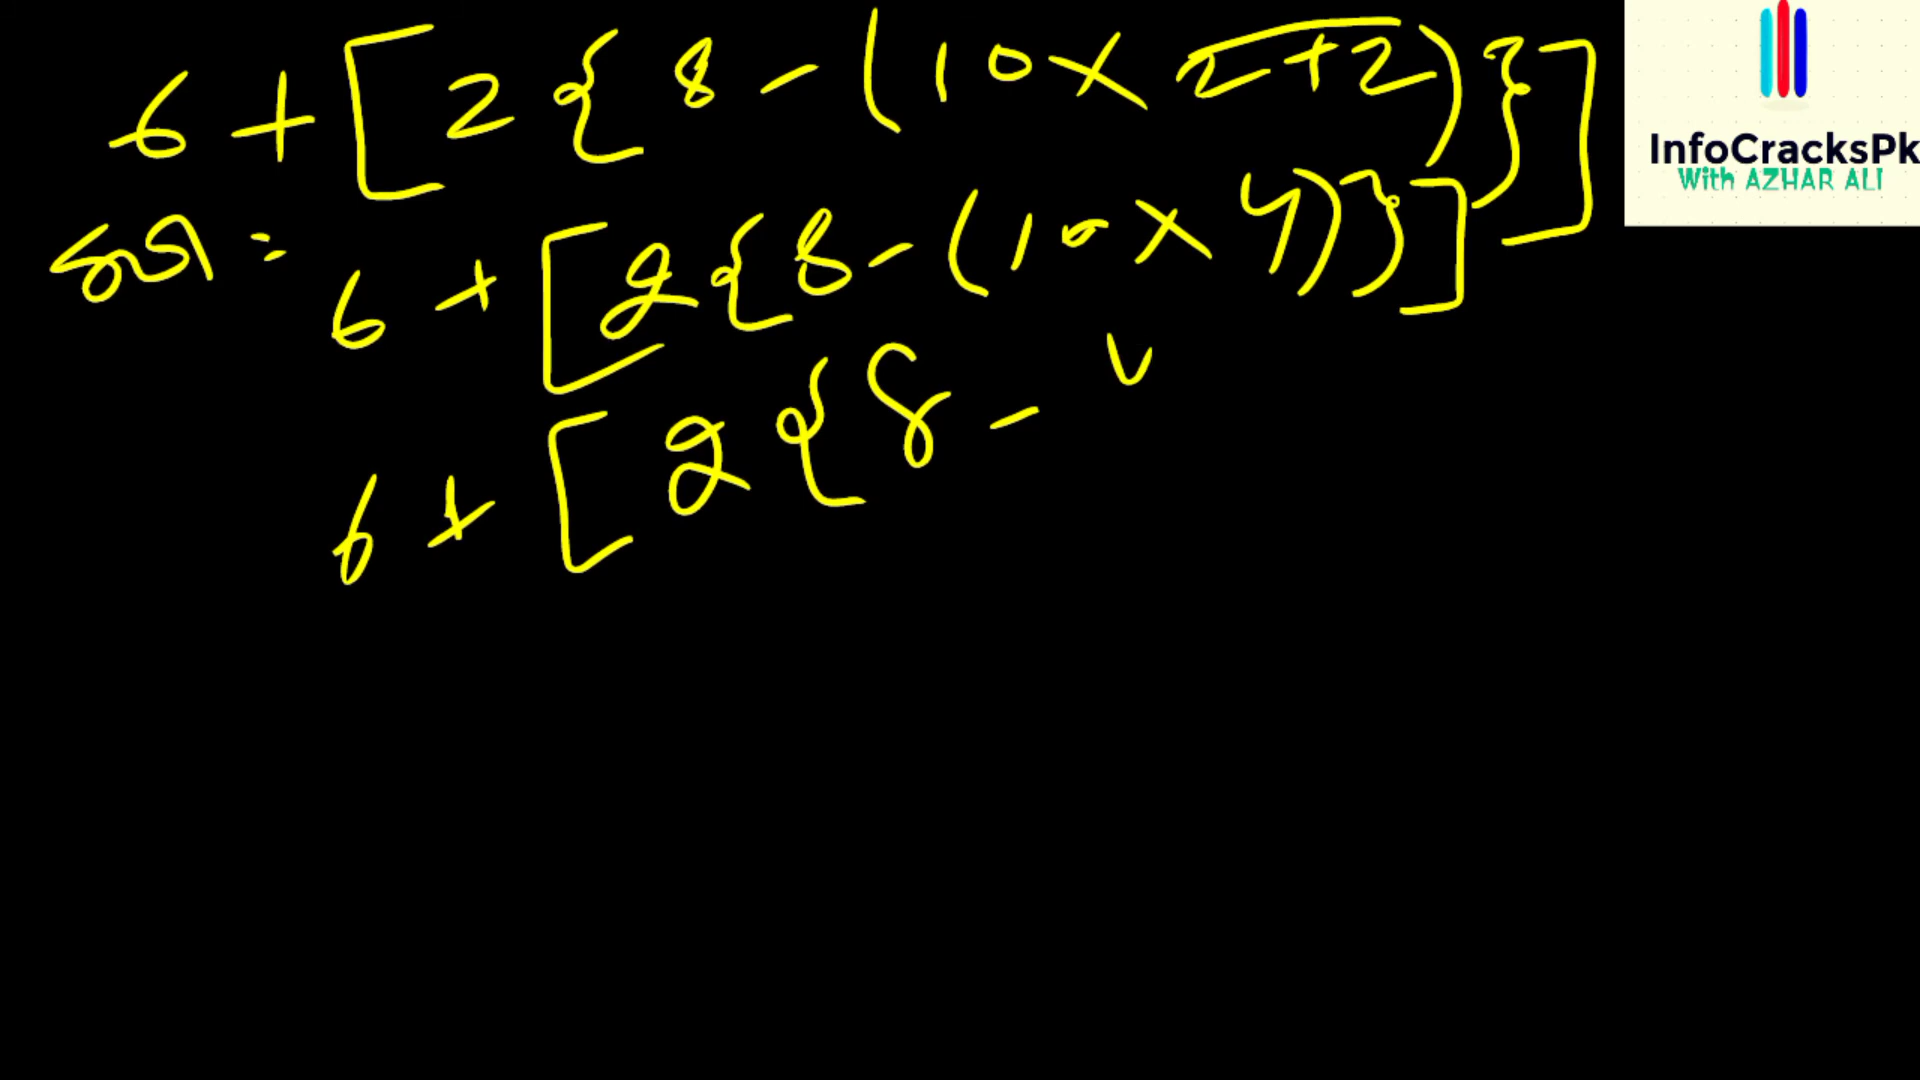 6 + [2{8 - (10 × 2+2)}]
InfoCracksPk
With AZHAR ALI
Sol =
6 + [2{8 - (10 × 4)}]
6 + [2{8 -